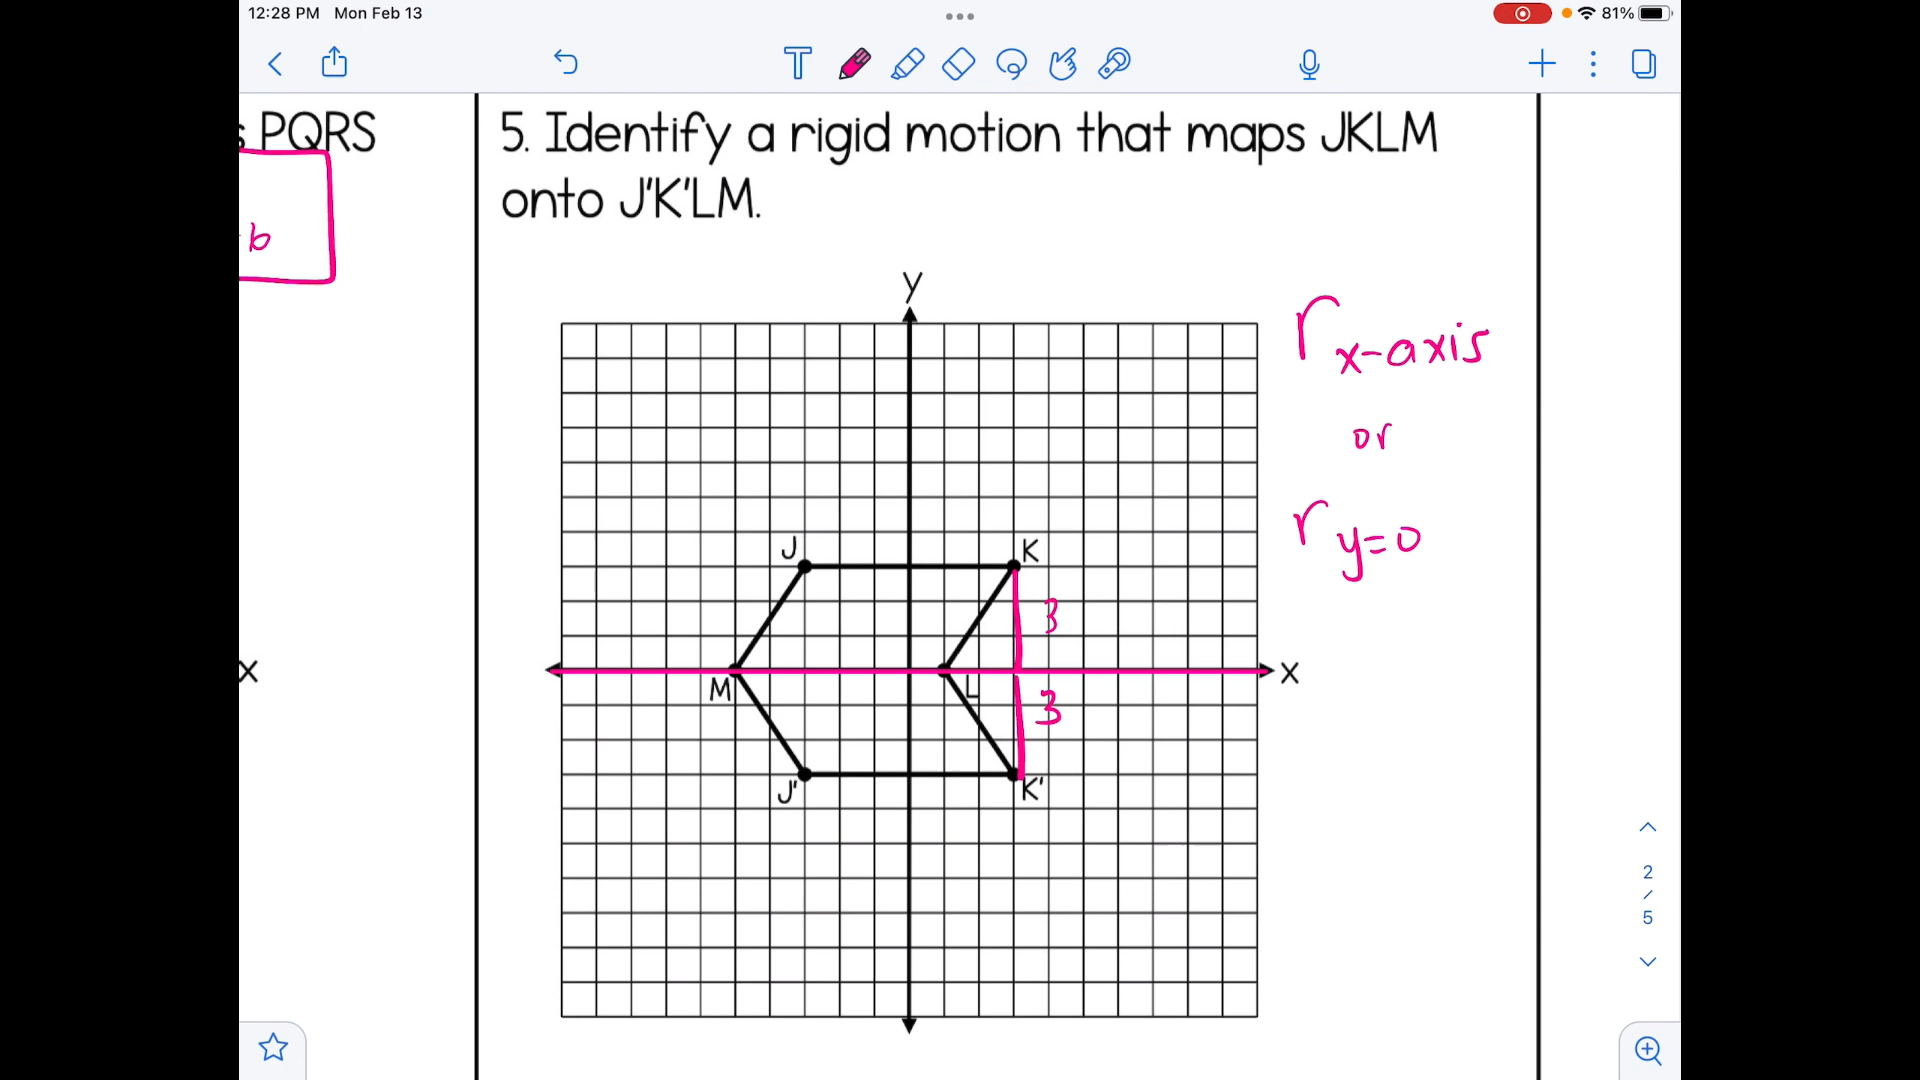 12:28 PM Mon Feb 13
81%
PQRS
5. Identify a rigid motion that maps JKLM
onto J'K'LM.
b
y
r x-axis
or
r y=0
J
K
3
x
x
M
L
3
J'
K'
2
/
5